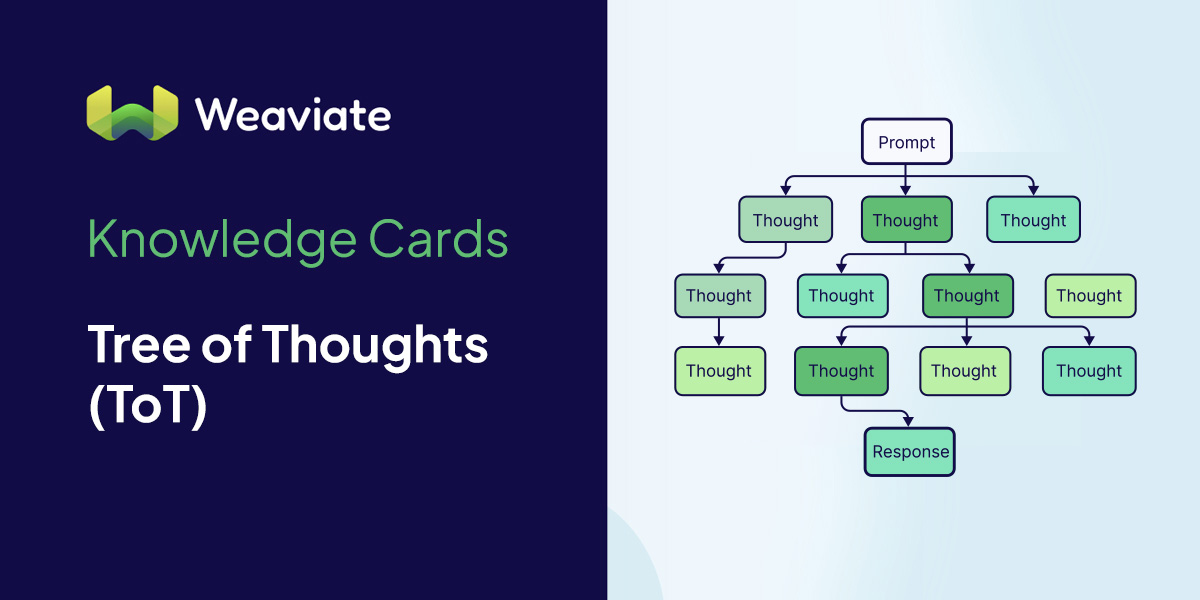 Weaviate
Knowledge Cards
Tree of Thoughts
(ToT)
Prompt
Thought Thought Thought
Thought Thought Thought Thought
Thought Thought Thought Thought
Response